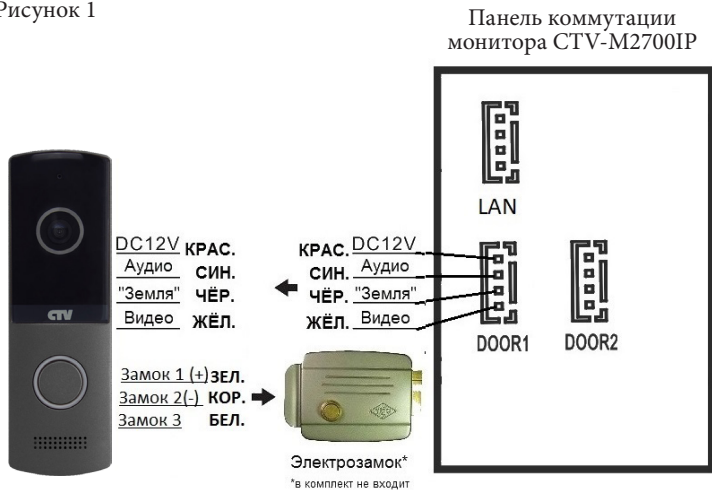 Рисунок 1
Панель коммутации
монитора CTV-M2700IP
LAN
DC12V КРАС.
Аудио СИН.
"Земля" ЧЁР.
Видео ЖЁЛ.
КРАС. DC12V
СИН. Аудио
ЧЁР. "Земля"
ЖЁЛ. Видео
DOOR1
DOOR2
CTV
Замок 1 (+) ЗЕЛ.
Замок 2(-) КОР.
Замок 3 БЕЛ.
Электрозамок*
*в комплект не входит